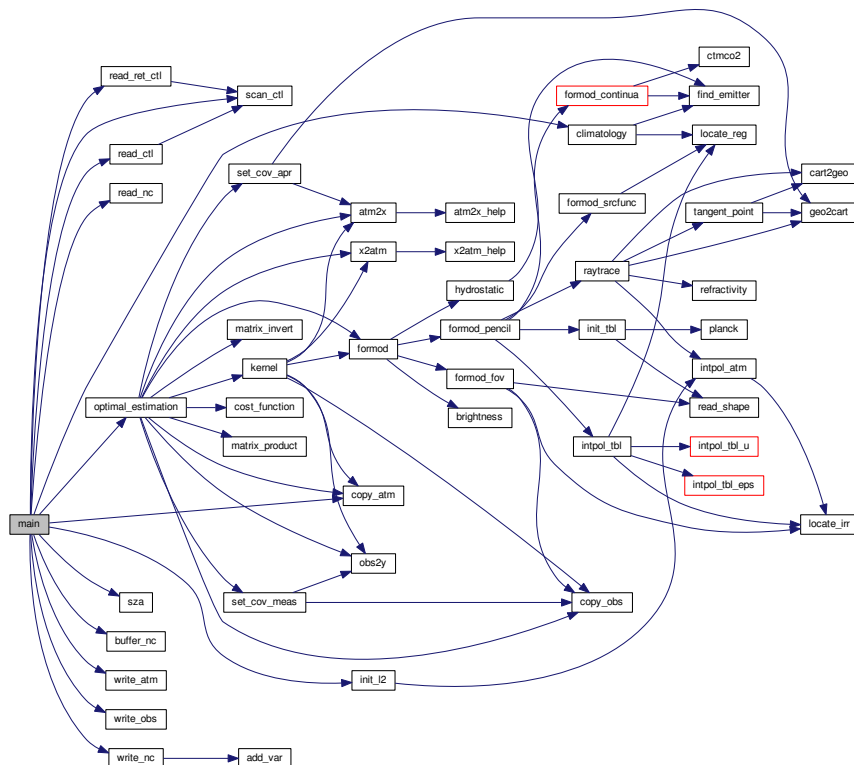 ctmco2
read_ret_ctl
scan_ctl
formod_continua
find_emitter
climatology
locate_reg
read_ctl
set_cov_apr
cart2geo
read_nc
formod_srcfunc
atm2x
atm2x_help
tangent_point
geo2cart
x2atm
x2atm_help
raytrace
hydrostatic
refractivity
matrix_invert
formod_pencil
init_tbl
planck
formod
kernel
intpol_atm
formod_fov
optimal_estimation
cost_function
read_shape
brightness
matrix_product
intpol_tbl
intpol_tbl_u
intpol_tbl_eps
copy_atm
main
locate_irr
obs2y
sza
set_cov_meas
copy_obs
buffer_nc
write_atm
init_l2
write_obs
write_nc
add_var